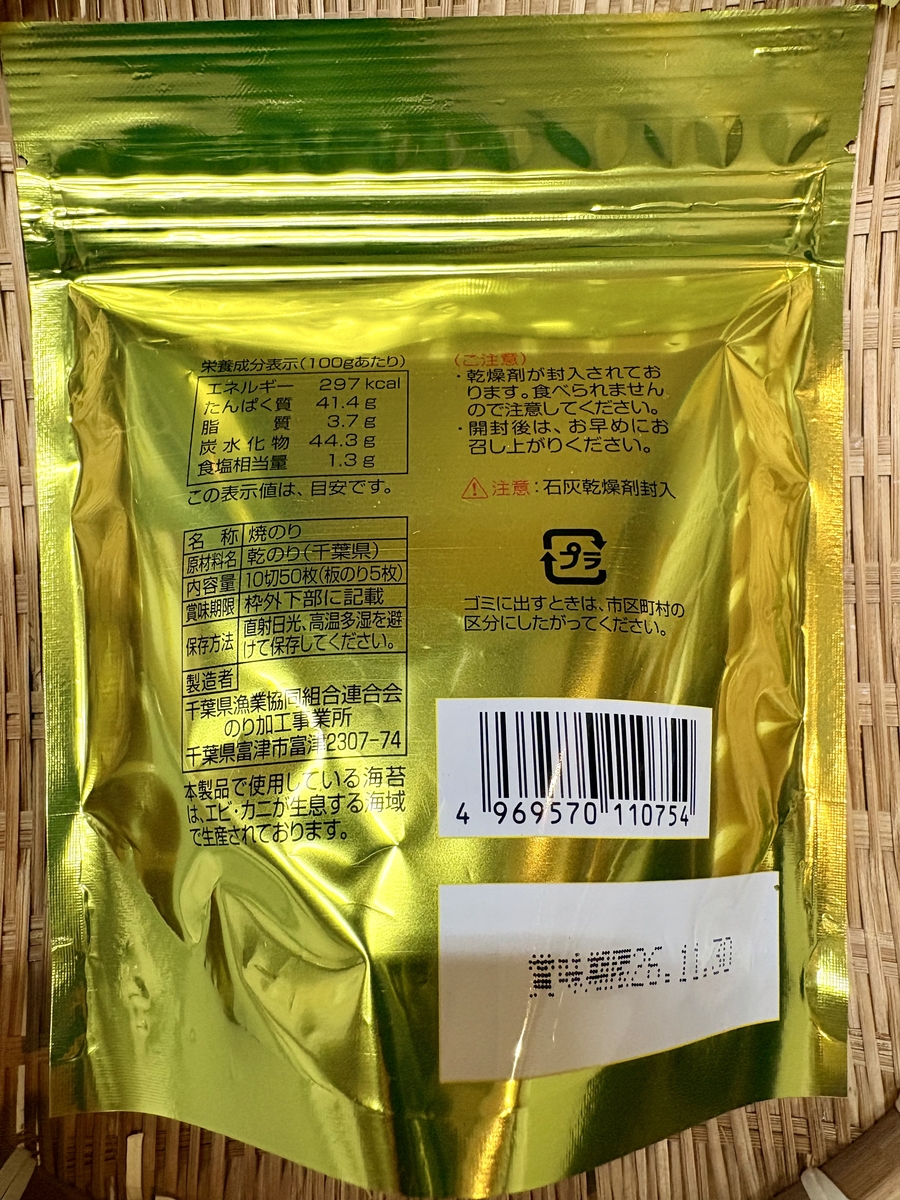 栄養成分表示(100gあたり)
エネルギー 297 kcal
たんぱく質 41.4 g
脂質 3.7 g
炭水化物 44.3 g
食塩相当量 1.3 g
この表示値は、目安です。
名称 焼のり
原材料名 乾のり(千葉県)
内容量 10切50枚(板のり5枚)
賞味期限 枠外下部に記載
保存方法 直射日光、高温多湿を避
けて保存してください。
製造者
千葉県漁業協同組合連合会
のり加工事業所
千葉県富津市富津2307-74
本製品で使用している海苔
は、エビ・カニが生息する海域
で生産されております。
(ご注意)
・乾燥剤が封入されてお
ります。食べられません
ので注意してください。
・開封後は、お早めにお
召し上がりください。
注意:石灰乾燥剤封入
プラ
ゴミに出すときは、市区町村の
区分にしたがってください。
4 969570 110754
賞味期限26.11.30